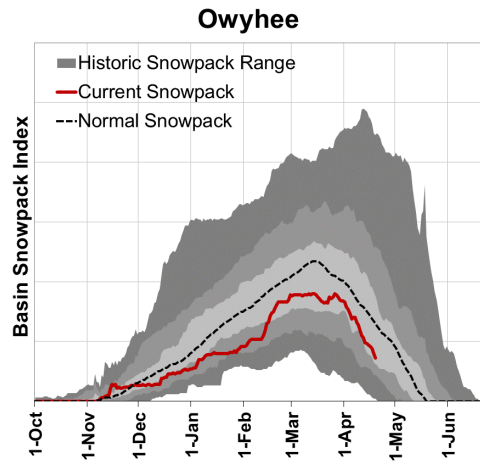 Owyhee
Historic Snowpack Range
Current Snowpack
Normal Snowpack
Basin Snowpack Index
1-Oct
1-Nov
1-Dec
1-Jan
1-Feb
1-Mar
1-Apr
1-May
1-Jun